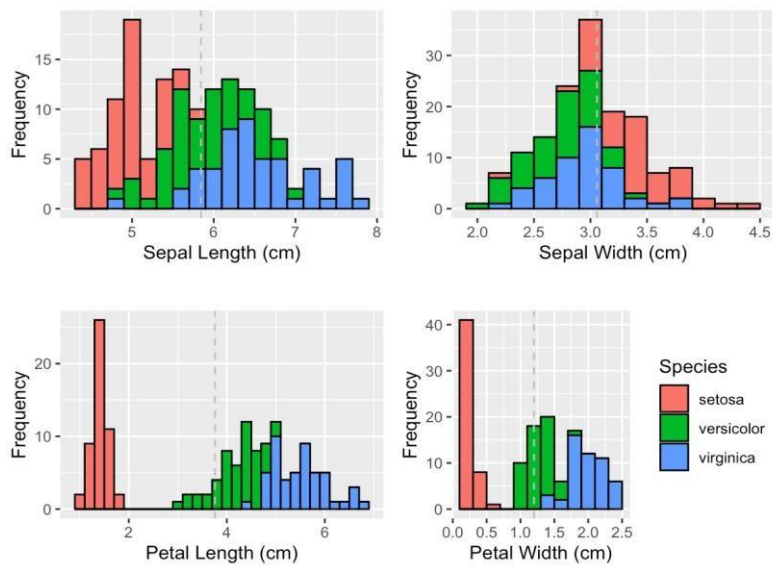 15
10
5
0
Frequency
5
6
7
8
Sepal Length (cm)
30
20
10
0
Frequency
2.0
2.5
3.0
3.5
4.0
4.5
Sepal Width (cm)
20
10
0
Frequency
2
4
6
Petal Length (cm)
40
30
20
10
0
Frequency
0.0
0.5
1.0
1.5
2.0
2.5
Petal Width (cm)
Species
setosa
versicolor
virginica